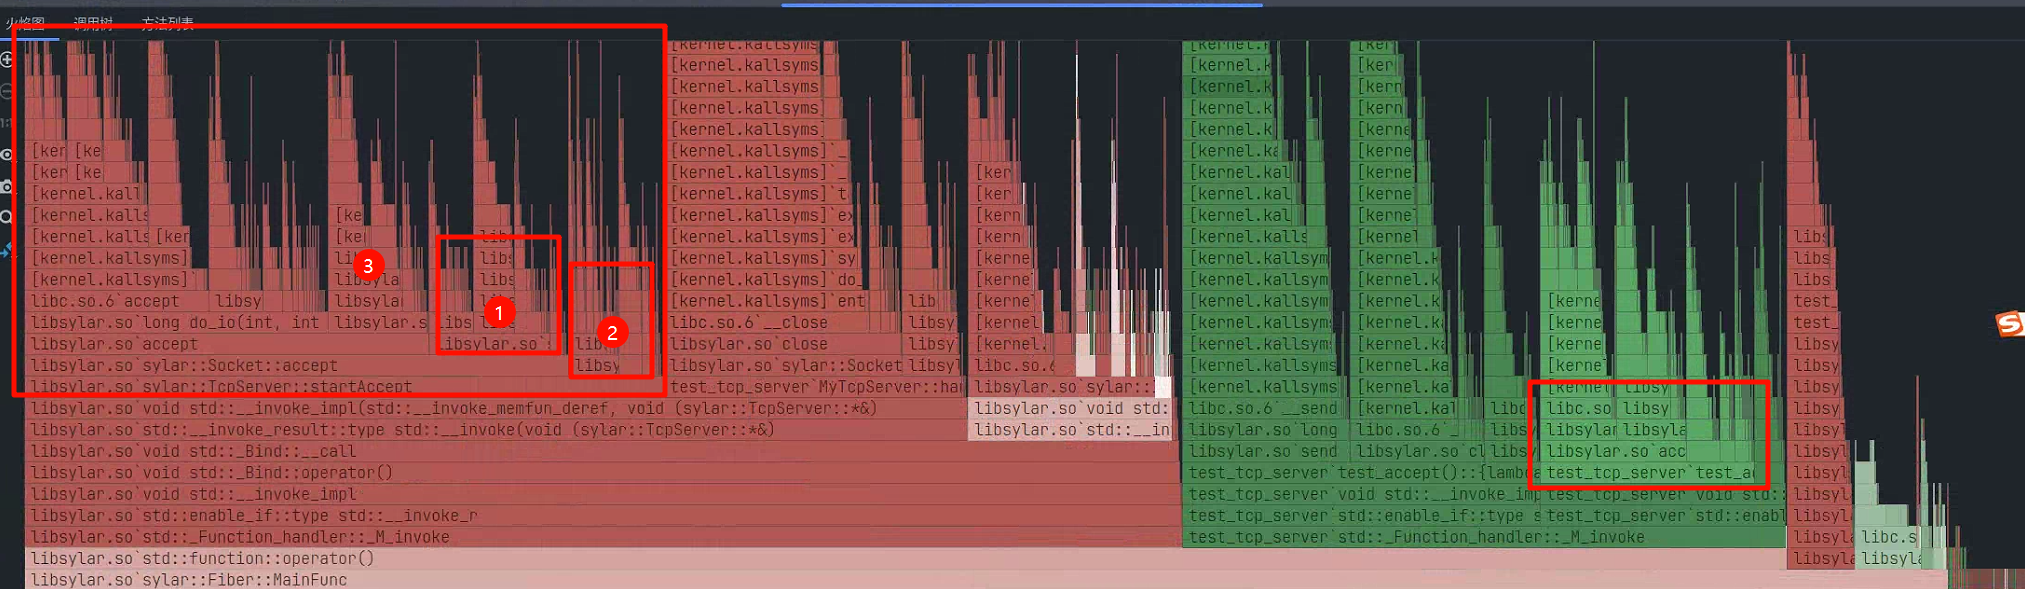 火焰图 调用树 方法列表
[kernel.kallsyms [kernel.k [ker
[kernel.kallsyms [kernel.k [kerr
[kernel.kallsyms [kernel.k [kern
[kernel.kallsyms] [kernel.k [kern
[kernel.kallsyms] [kernel.k [kerne
[ker [ke [kernel.kallsyms]`_ [kernel.ka [kerne
[ker [ke [kernel.kallsyms]`_ [ker [kernel.kal [kerne
[kernel.kall [kernel.kallsyms]`t [ker [kernel.kal [kerne
[kernel.kalls [ke [kernel.kallsyms]`ex [kern [kernel.kal [kerne
[kernel.kalls [ker [ke libs [kernel.kallsyms]`ex [kern [kernel.kalls [kernel libs
[kernel.kallsyms] li 3 libs [kernel.kallsyms]`sy [kern [kernel.kallsym [kernel.k libs
[kernel.kallsyms]` libsyla libs [kernel.kallsyms]`do_ [kerne [kernel.kallsym [kernel.k libs
libc.so.6`accept libsy libsylar [kernel.kallsyms]`ent lib [kerne [kernel.kallsym [kernel.k [kerne test_
libsylar.so`long do_io(int, int libsylar.s libs 1 libc.so.6`__close libsy [kernel [kernel.kallsym [kernel.ka [kerne test_
libsylar.so`accept libsylar.so` lib 2 libsylar.so`close libsy [kernel. [kernel.kallsyms [kernel.ka [kerne libsyl
libsylar.so`sylar::Socket::accept libsy libsylar.so`sylar::Socket libsy libc.so.6 [kernel.kallsyms [kernel.ka [kerne libsyl
libsylar.so`sylar::TcpServer::startAccept test_tcp_server`MyTcpServer::har libsylar.so`sylar:: [kernel.kallsyms [kernel.ka [kernel libsy libsyl
libsylar.so`void std::__invoke_impl(std::__invoke_memfun_deref, void (sylar::TcpServer::*&) libsylar.so`void std: libc.so.6`__send [kernel.kal libc libc.so libsy libsyl
libsylar.so`std::__invoke_result::type std::__invoke(void (sylar::TcpServer::*&) libsylar.so`std::__in libsylar.so`long libc.so.6`_ libsy libsylar libsyla libsyl
libsylar.so`void std::_Bind::__call libsylar.so`send libsylar.so`cl libsy libsylar.so`acc libsyl
libsylar.so`void std::_Bind::operator() test_tcp_server`test_accept()::{lambd test_tcp_server`test_a libsyl
libsylar.so`void std::__invoke_impl test_tcp_server`void std::__invoke_imp test_tcp_server`void std:: libsyl
libsylar.so`std::enable_if::type std::__invoke_r test_tcp_server`std::enable_if::type s test_tcp_server`std::enabl libsyl
libsylar.so`std::_Function_handler::_M_invoke test_tcp_server`std::_Function_handler::_M_invoke libsyla libc.s
libsylar.so`std::function::operator() libsyla libsyla
libsylar.so`sylar::Fiber::MainFunc